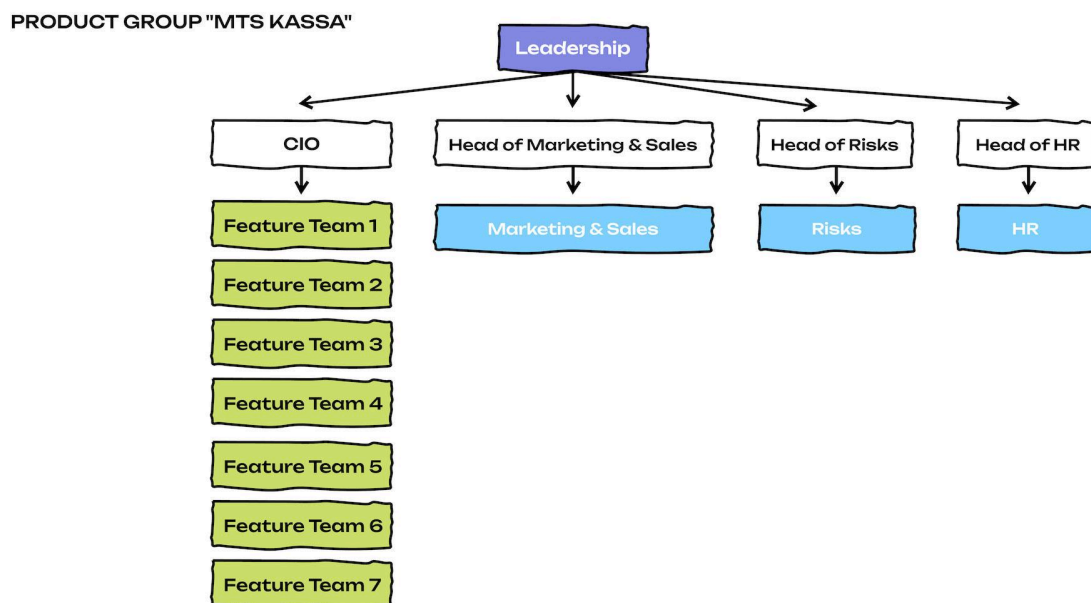 PRODUCT GROUP "MTS KASSA"
Leadership
CIO
Head of Marketing & Sales
Head of Risks
Head of HR
Feature Team 1
Marketing & Sales
Risks
HR
Feature Team 2
Feature Team 3
Feature Team 4
Feature Team 5
Feature Team 6
Feature Team 7